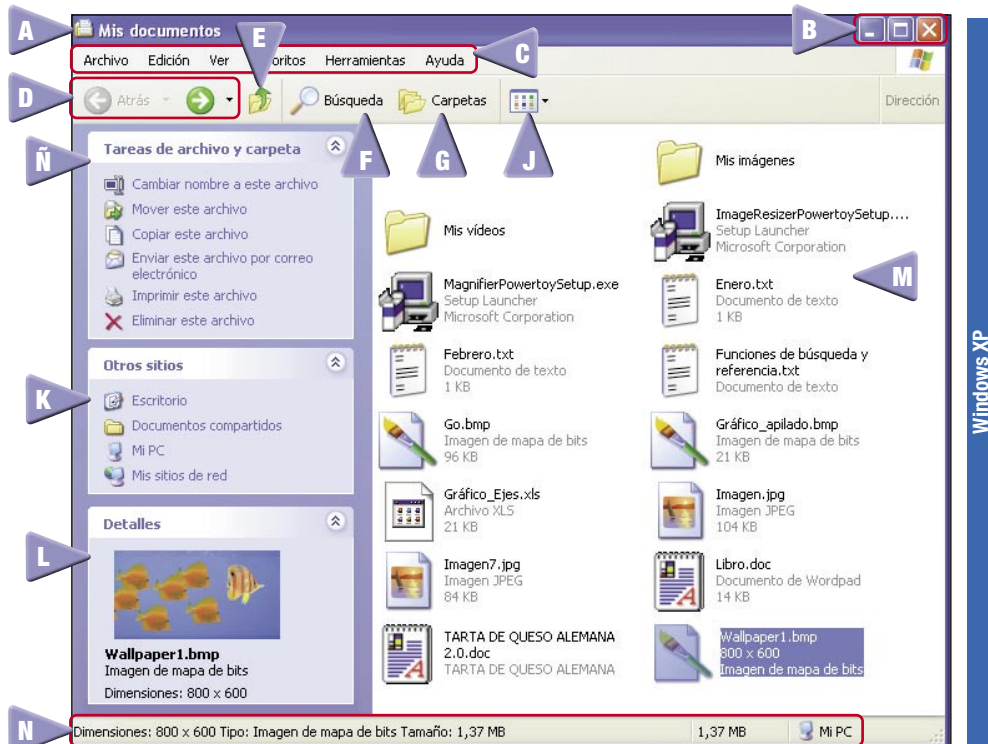 A
Mis documentos
E
B
Archivo Edición Ver oritos Herramientas Ayuda
C
D
Atrás
Búsqueda
Carpetas
Dirección
F
G
J
Ñ
Tareas de archivo y carpeta
Cambiar nombre a este archivo
Mover este archivo
Copiar este archivo
Enviar este archivo por correo
electrónico
Imprimir este archivo
Eliminar este archivo
K
Otros sitios
Escritorio
Documentos compartidos
Mi PC
Mis sitios de red
L
Detalles
Wallpaper1.bmp
Imagen de mapa de bits
Dimensiones: 800 x 600
Mis imágenes
Mis vídeos
ImageResizerPowertoySetup....
Setup Launcher
Microsoft Corporation
M
MagnifierPowertoySetup.exe
Setup Launcher
Microsoft Corporation
Enero.txt
Documento de texto
1 KB
Febrero.txt
Documento de texto
1 KB
Funciones de búsqueda y
referencia.txt
Documento de texto
Go.bmp
Imagen de mapa de bits
96 KB
Gráfico_apilado.bmp
Imagen de mapa de bits
21 KB
Gráfico_Ejes.xls
Archivo XLS
21 KB
Imagen.jpg
Imagen JPEG
104 KB
Imagen7.jpg
Imagen JPEG
84 KB
Libro.doc
Documento de Wordpad
14 KB
TARTA DE QUESO ALEMANA
2.0.doc
TARTA DE QUESO ALEMANA
Wallpaper1.bmp
800 x 600
Imagen de mapa de bits
N
Dimensiones: 800 x 600 Tipo: Imagen de mapa de bits Tamaño: 1,37 MB
1,37 MB
Mi PC
Windows XP